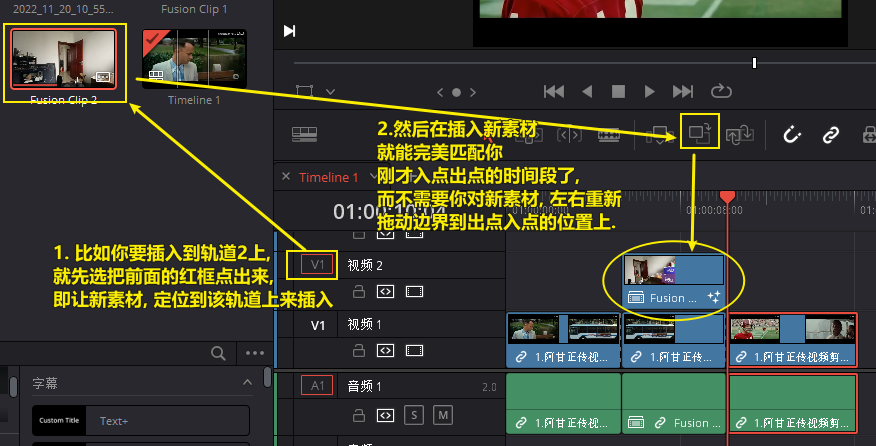 2022_11_20_10_55...
Fusion Clip 1
Fusion Clip 2
Timeline 1
2.然后在插入新素材
就能完美匹配你
刚才入点出点的时间段了,
而不需要你对新素材, 左右重新
拖动边界到出点入点的位置上.
Timeline 1
01:00:10:00
01:00:00:00
01:00:08:00
01:0
1. 比如你要插入到轨道2上,
就先选把前面的红框点出来,
即让新素材, 定位到该轨道上来插入
V1
视频 2
Fusion ...
V1
视频 1
1.阿甘正传视...
1.阿甘正传...
1.阿甘正传视频剪...
字幕
A1
音频 1
2.0
S
M
1.阿甘正传视...
Fusion ...
1.阿甘正传视频剪...
Custom Title
Text+